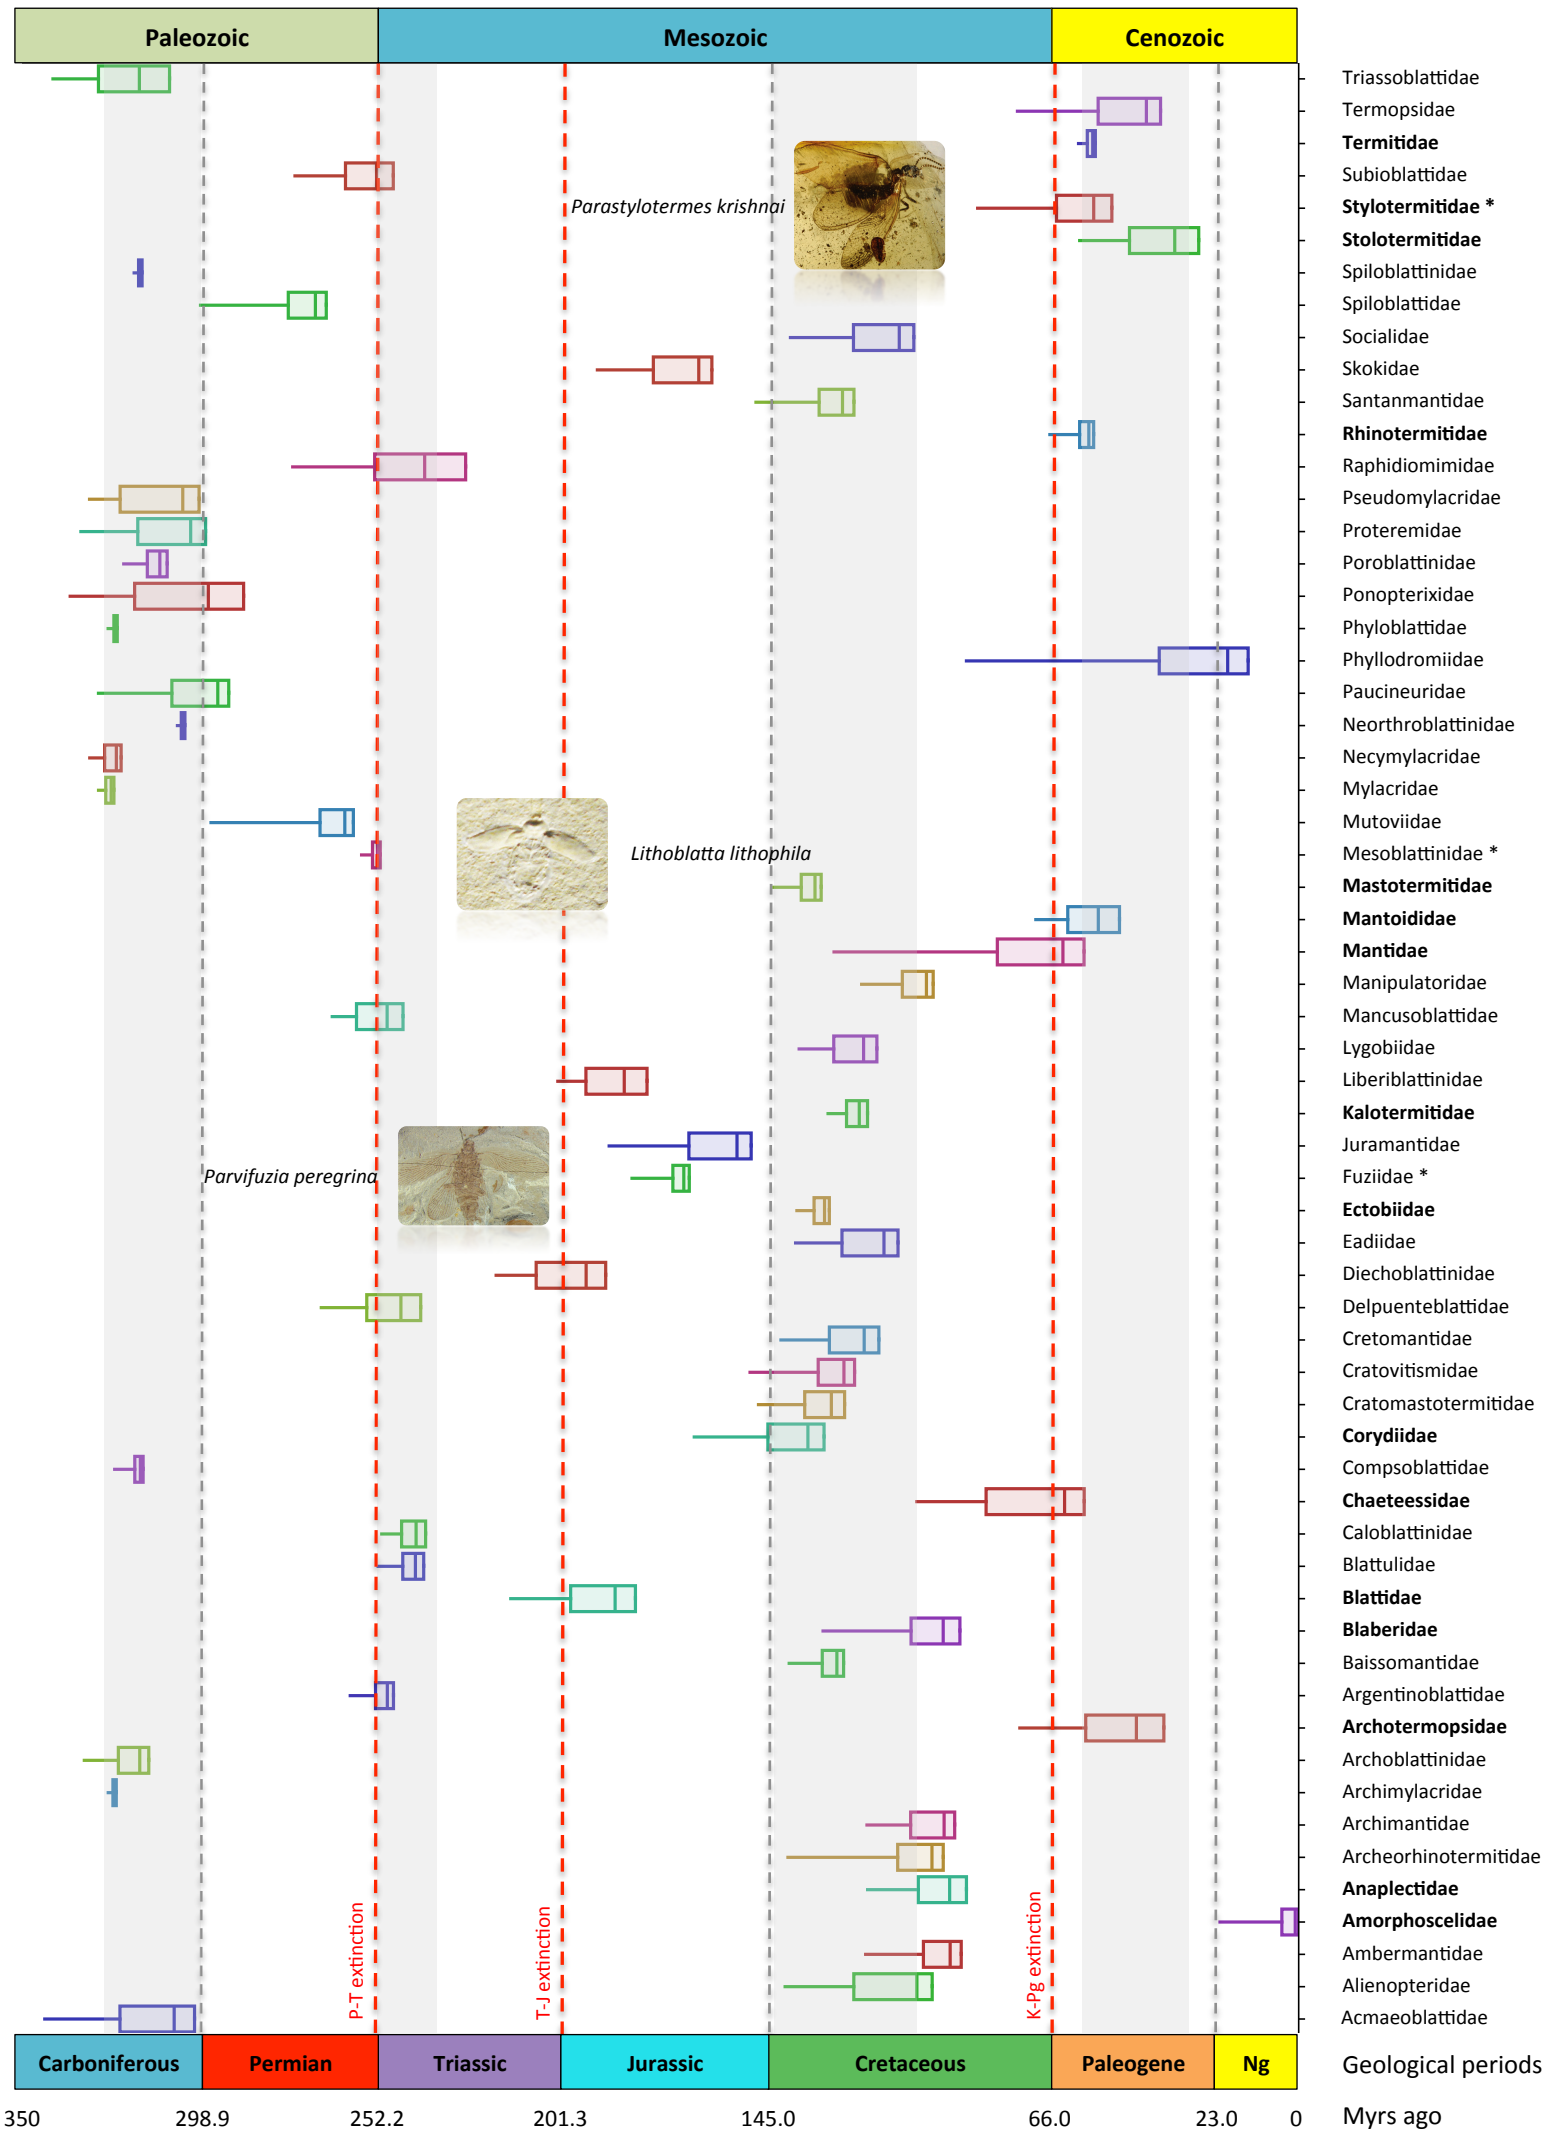 Paleozoic Mesozoic Cenozoic
Triassoblattidae
Termopsidae
Termitidae
Subioblattidae
Parastylotermes krishnai
Stylotermitidae *
Stolotermitidae
Spiloblattinidae
Spiloblattidae
Socialidae
Skokidae
Santanmantidae
Rhinotermitidae
Raphidiomimidae
Pseudomylacridae
Proteremidae
Poroblattinidae
Ponopterixidae
Phyloblattidae
Phyllodromiidae
Paucineuridae
Neorthroblattinidae
Necymylacridae
Mylacridae
Mutoviidae
Lithoblatta lithophila
Mesoblattinidae *
Mastotermitidae
Mantoididae
Mantidae
Manipulatoridae
Mancusoblattidae
Lygobiidae
Liberiblattinidae
Kalotermitidae
Juramantidae
Parvifuzia peregrina
Fuziidae *
Ectobiidae
Eadiidae
Diechoblattinidae
Delpuenteblattidae
Cretomantidae
Cratovitismidae
Cratomastotermitidae
Corydiidae
Compsoblattidae
Chaeteessidae
Caloblattinidae
Blattulidae
Blattidae
Blaberidae
Baissomantidae
Argentinoblattidae
Archotermopsidae
Archoblattinidae
Archimylacridae
Archimantidae
Archeorhinotermitidae
Anaplectidae
Amorphoscelidae
Ambermantidae
Alienopteridae
Acmaeoblattidae
P-T extinction
T-J extinction
K-Pg extinction
Carboniferous Permian Triassic Jurassic Cretaceous Paleogene Ng Geological periods
350 298.9 252.2 201.3 145.0 66.0 23.0 0 Myrs ago